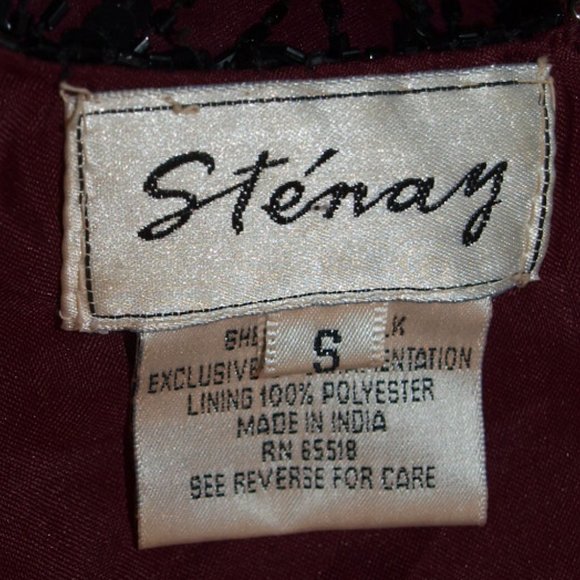 Sténay
S
EXCLUSIVE
LINING 100% POLYESTER
MADE IN INDIA
RN 65518
SEE REVERSE FOR CARE